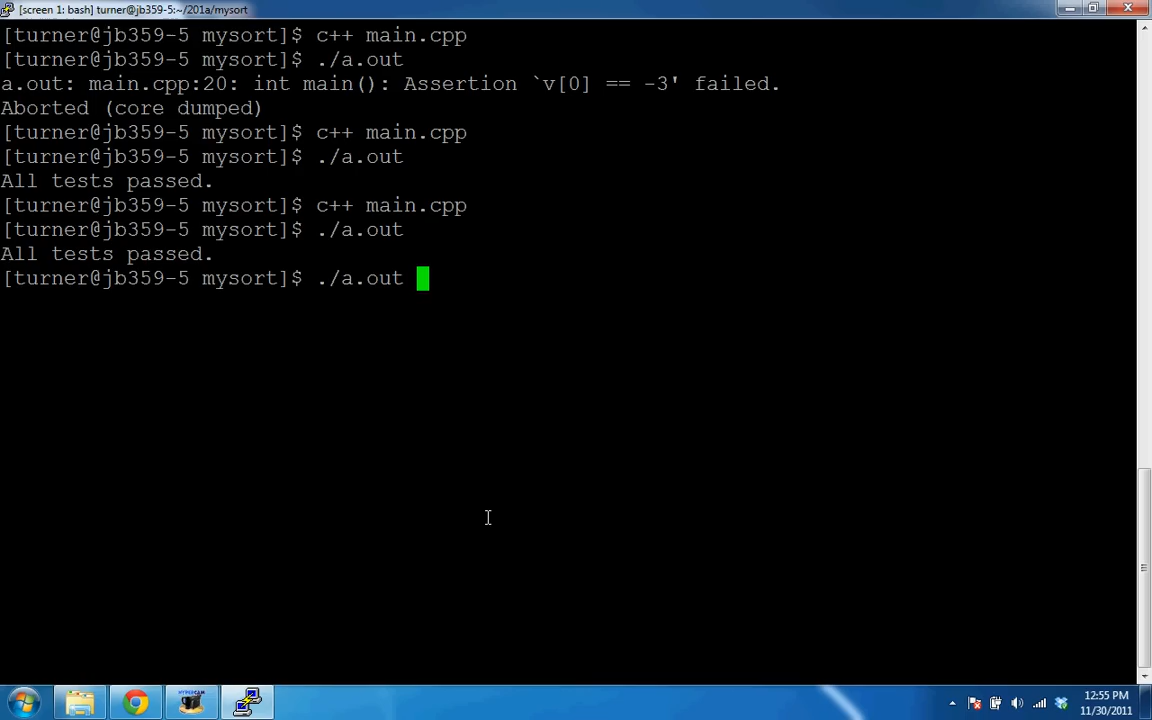 [screen 1: bash] turner@jb359-5:~/201a/mysort
[turner@jb359-5 mysort]$ c++ main.cpp
[turner@jb359-5 mysort]$ ./a.out
a.out: main.cpp:20: int main(): Assertion `v[0] == -3' failed.
Aborted (core dumped)
[turner@jb359-5 mysort]$ c++ main.cpp
[turner@jb359-5 mysort]$ ./a.out
All tests passed.
[turner@jb359-5 mysort]$ c++ main.cpp
[turner@jb359-5 mysort]$ ./a.out
All tests passed.
[turner@jb359-5 mysort]$ ./a.out
HYPERCAM
12:55 PM
11/30/2011